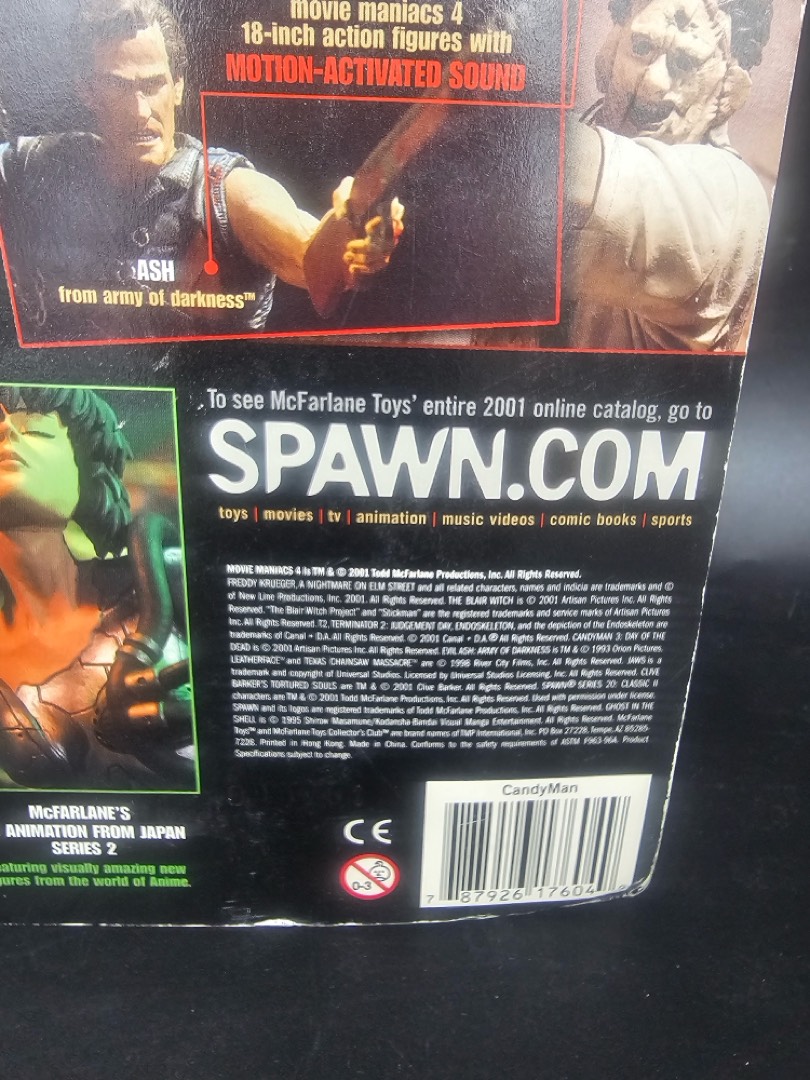 movie maniacs 4
18-inch action figures with
MOTION-ACTIVATED SOUND
ASH
from army of darkness™
To see McFarlane Toys' entire 2001 online catalog, go to
SPAWN.COM
toys | movies | tv | animation | music videos | comic books | sports
MOVIE MANIACS 4 is TM & © 2001 Todd McFarlane Productions, Inc. All Rights Reserved.
FREDDY KRUEGER, A NIGHTMARE ON ELM STREET and all related characters, names and indicia are trademarks and ©
of New Line Productions, Inc. 2001. All Rights Reserved. THE BLAIR WITCH is © 2001 Artisan Pictures Inc. All Rights
Reserved. "The Blair Witch Project" and "Stickman" are the registered trademarks and service marks of Artisan Pictures
Inc. All Rights Reserved. T2, TERMINATOR 2: JUDGEMENT DAY, ENDOSKELETON, and the depiction of the Endoskeleton are
trademarks of Canal + D.A. All Rights Reserved. © 2001 Canal + D.A.® All Rights Reserved. CANDYMAN 3: DAY OF THE
DEAD is © 2001 Artisan Pictures Inc. All Rights Reserved. EVIL ASH: ARMY OF DARKNESS is TM & © 1993 Orion Pictures.
LEATHERFACE™ and TEXAS CHAINSAW MASSACRE™ are © 1996 River City Films, Inc. All Rights Reserved. JAWS is a
trademark and copyright of Universal Studios. Licensed by Universal Studios Licensing, Inc. All Rights Reserved. CLIVE
BARKER'S TORTURED SOULS are TM & © 2001 Clive Barker. All Rights Reserved. SPAWN® SERIES 20: CLASSIC II
characters are TM & © 2001 Todd McFarlane Productions, Inc. All Rights Reserved. Used with permission under license.
SPAWN and its logos are registered trademarks of Todd McFarlane Productions, Inc. All Rights Reserved. GHOST IN THE
SHELL is © 1995 Shirow Masamune/Kodansha-Bandai Visual Manga Entertainment. All Rights Reserved. McFarlane
Toys™ and McFarlane Toys Collector's Club™ are brand names of TMP International, Inc. PO Box 27228, Tempe, AZ 85285-
7228. Printed in Hong Kong. Made in China. Conforms to the safety requirements of ASTM F963-96A. Product
Specifications subject to change.
McFARLANE'S
ANIMATION FROM JAPAN
SERIES 2
aturing visually amazing new
ures from the world of Anime.
CE
0-3
CandyMan
7 87926 17604